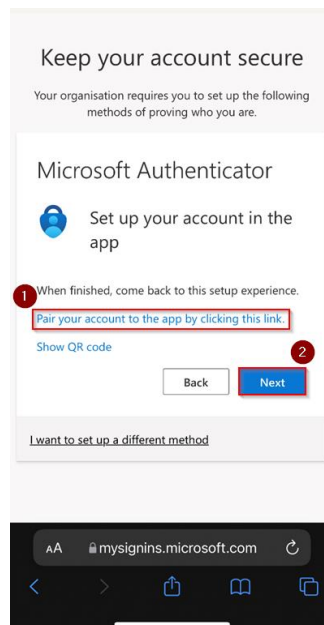 Keep your account secure
Your organisation requires you to set up the following
methods of proving who you are.
Microsoft Authenticator
Set up your account in the
app
1
When finished, come back to this setup experience.
Pair your account to the app by clicking this link.
Show QR code
2
Back
Next
I want to set up a different method
AA
mysignins.microsoft.com